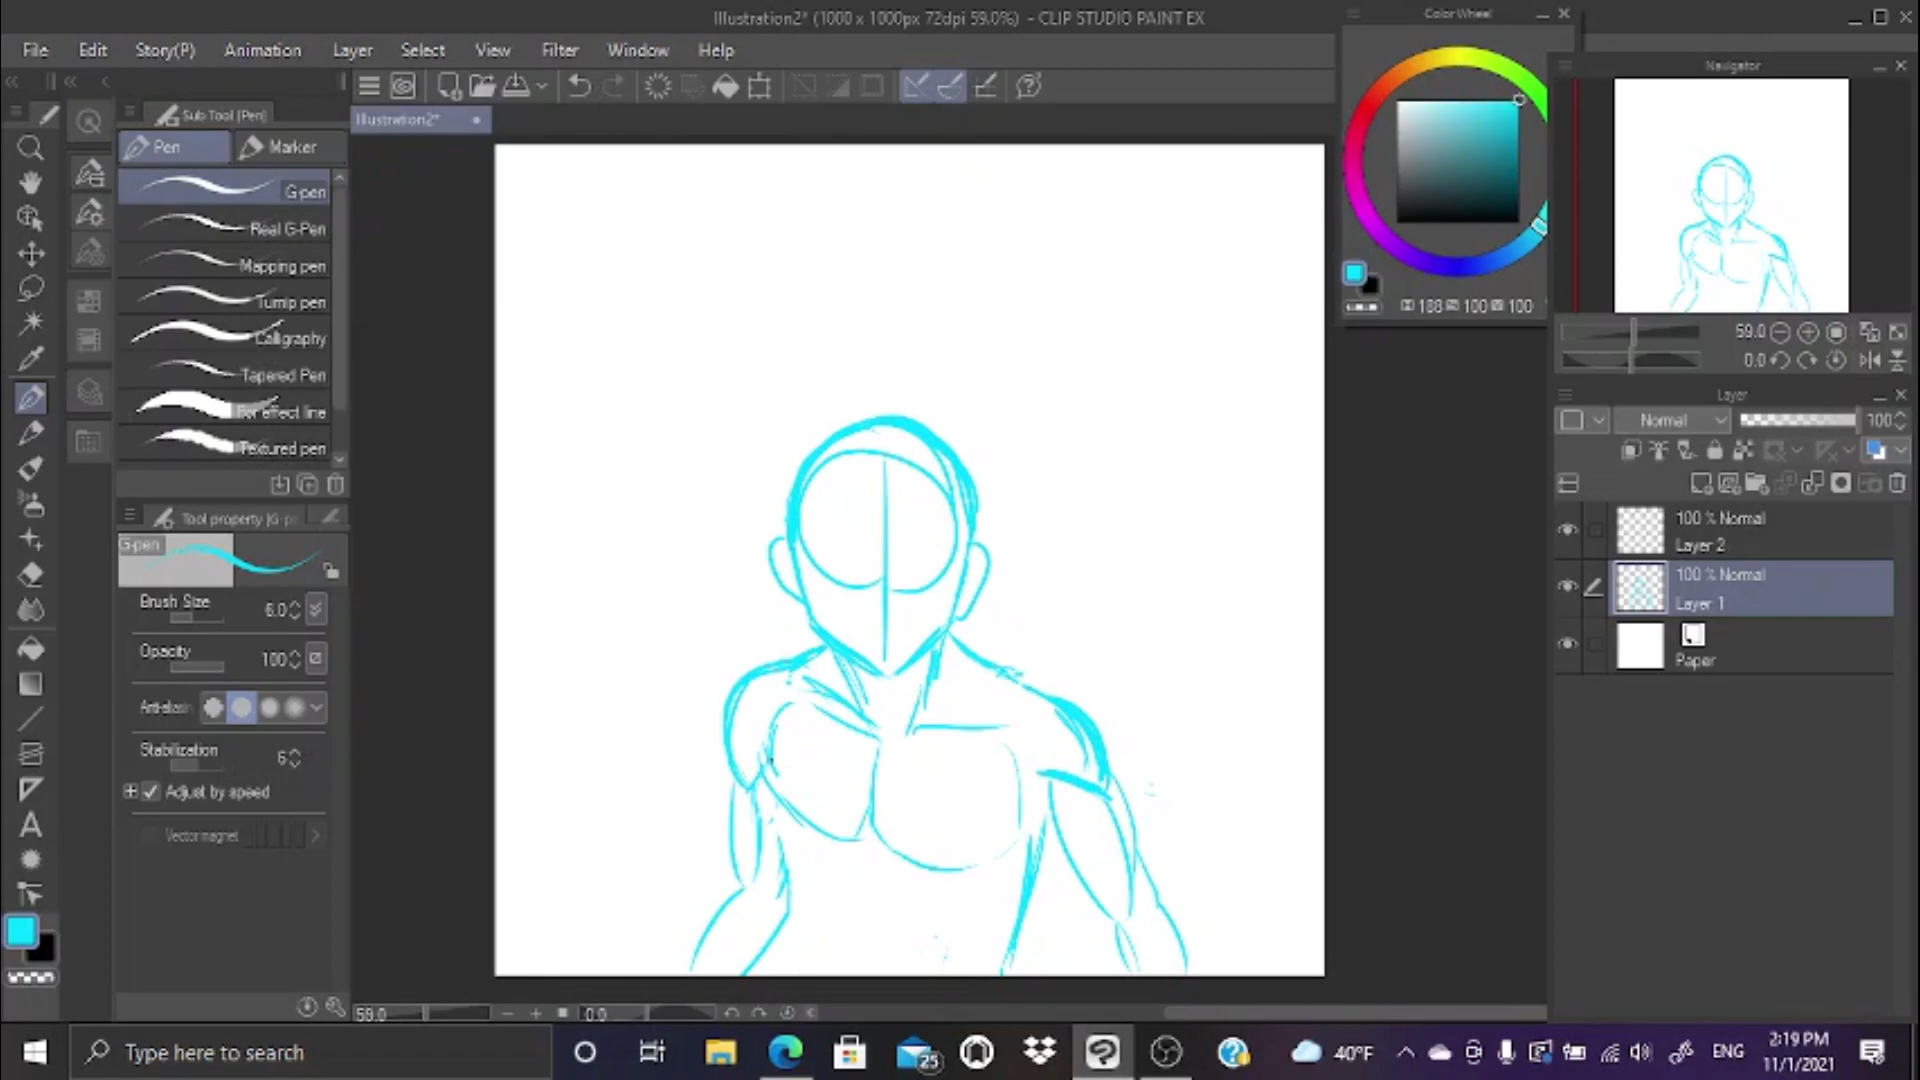 Illustration2* (1000 x 1000px 72dpi 59.0%) - CLIP STUDIO PAINT EX
Color Wheel
File Edit Story(P) Animation Layer Select View Filter Window Help
Navigator
Sub Tool [Pen]
Illustration2*
Pen Marker
G-pen
Real G-Pen
Mapping pen
Turnip pen
Calligraphy
Tapered Pen
For effect line
Textured pen
188 100 100
59.0
0.0
Layer
Normal 100
100 % Normal
Layer 2
100 % Normal
Layer 1
Paper
Tool property [G-pe
G-pen
Brush Size 6.0
Opacity 100
Anti-aliasin
Stabilization 6
Adjust by speed
Vector magnet
59.0 0.0
Type here to search
25
40°F
ENG
2:19 PM
11/1/2021